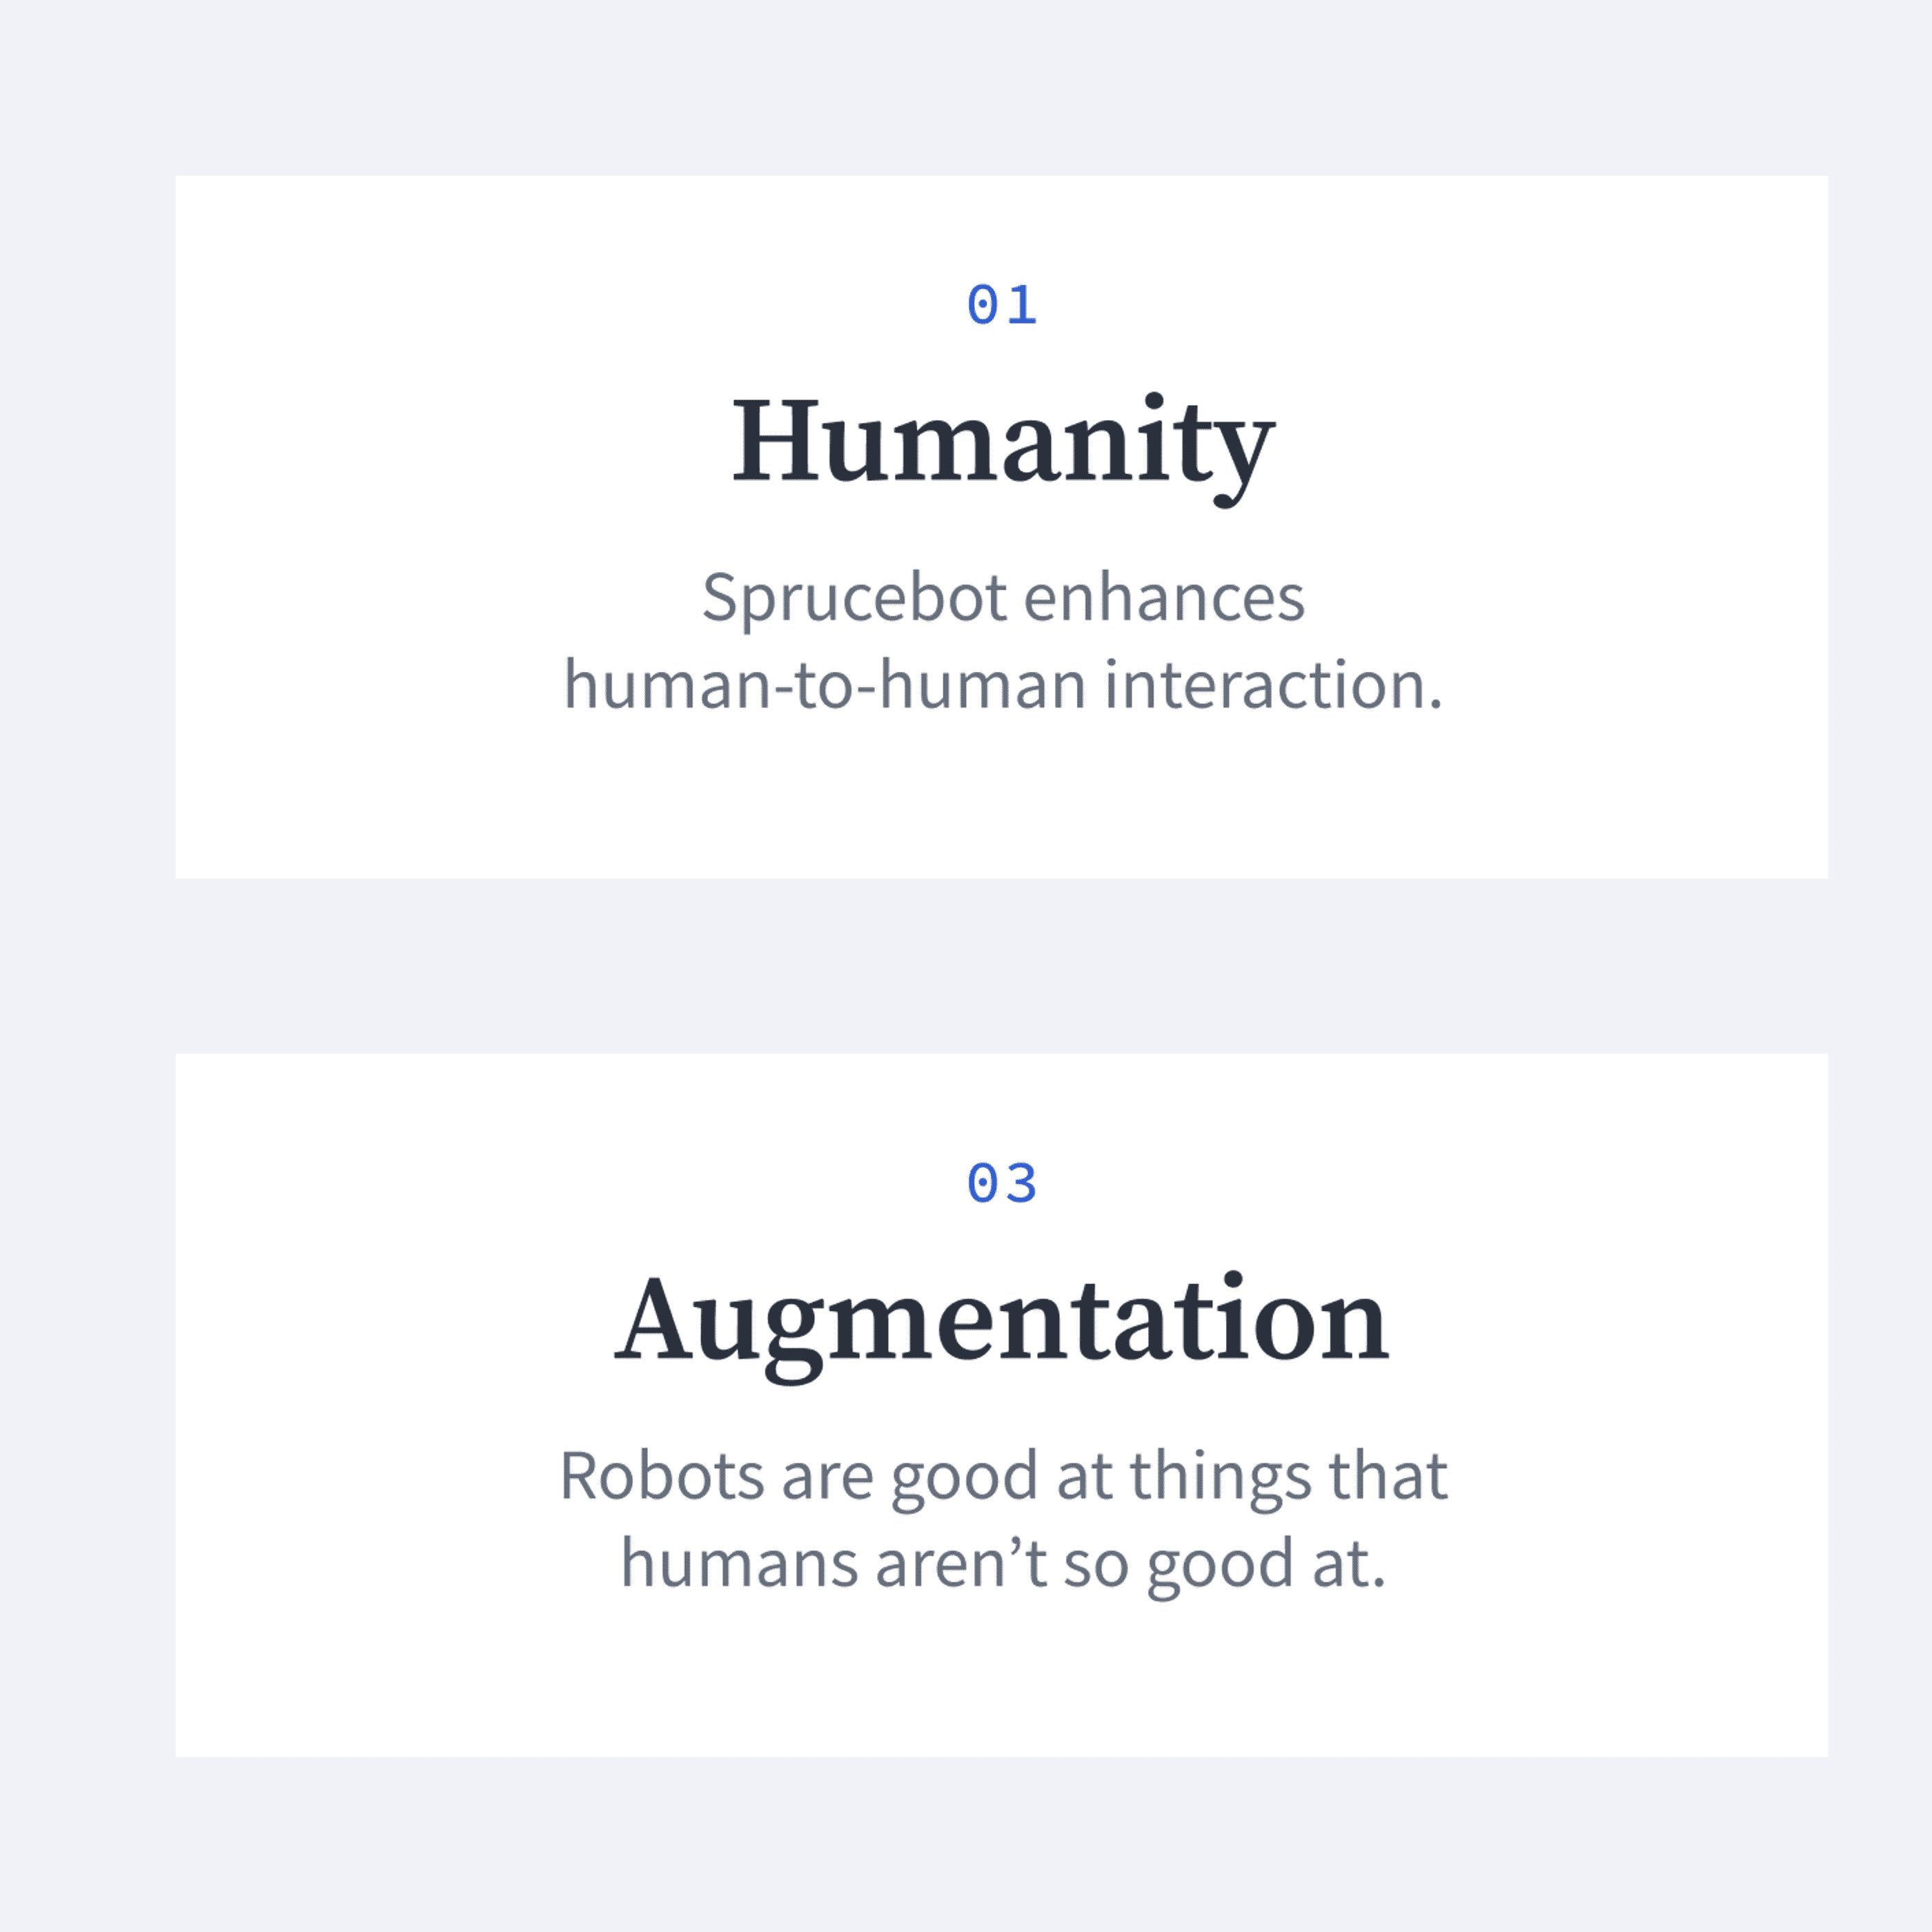 01
Humanity
Sprucebot enhances
human-to-human interaction.
03
Augmentation
Robots are good at things that
humans aren’t so good at.